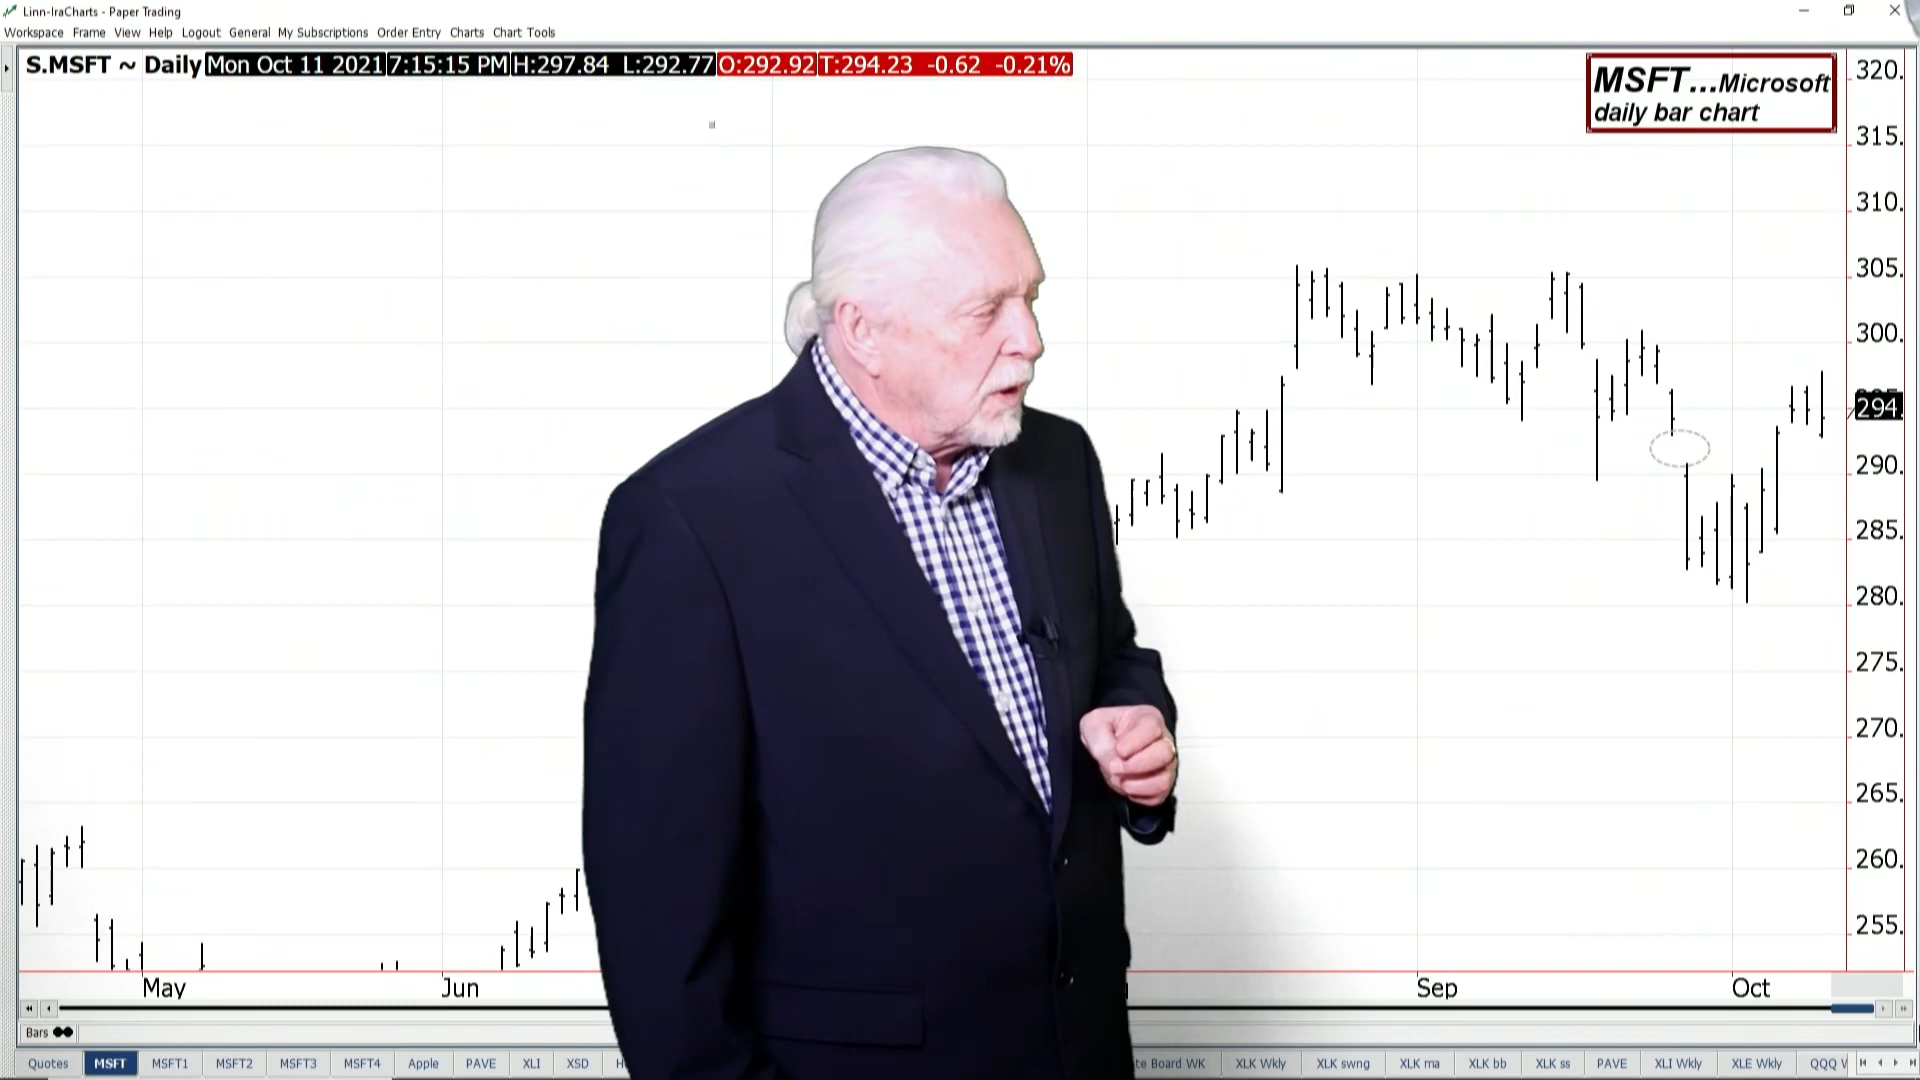 Linn-IraCharts - Paper Trading
Workspace Frame View Help Logout General My Subscriptions Order Entry Charts Chart Tools
S.MSFT ~ Daily Mon Oct 11 2021 7:15:15 PM H:297.84 L:292.77 O:292.92 T:294.23 -0.62 -0.21%
MSFT...Microsoft
daily bar chart
320.
315.
310.
305.
300.
294.
290.
285.
280.
275.
270.
265.
260.
255.
May Jun Sep Oct
Bars
Quotes MSFT MSFT1 MSFT2 MSFT3 MSFT4 Apple PAVE XLI XSD te Board WK XLK Wkly XLK swng XLK ma XLK bb XLK ss PAVE XLI Wkly XLE Wkly QQQ